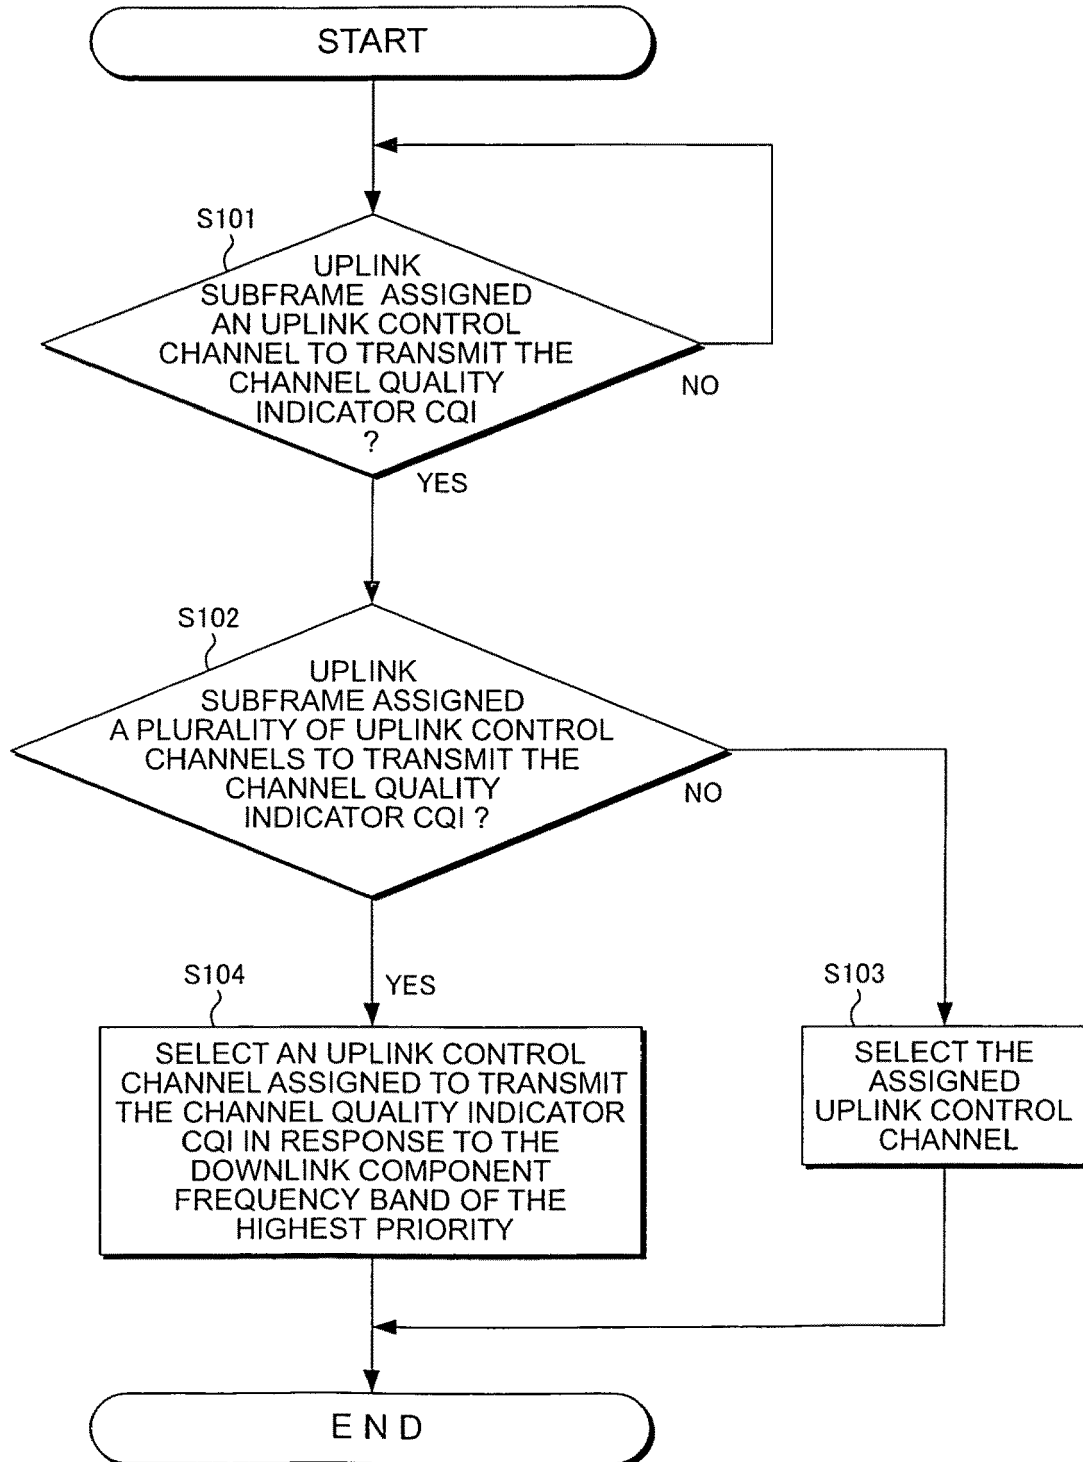 START
S101
UPLINK
SUBFRAME ASSIGNED
AN UPLINK CONTROL
CHANNEL TO TRANSMIT THE
CHANNEL QUALITY
INDICATOR CQI
?
NO
YES
S102
UPLINK
SUBFRAME ASSIGNED
A PLURALITY OF UPLINK CONTROL
CHANNELS TO TRANSMIT THE
CHANNEL QUALITY
INDICATOR CQI ?
NO
YES
S104
SELECT AN UPLINK CONTROL
CHANNEL ASSIGNED TO TRANSMIT
THE CHANNEL QUALITY INDICATOR
CQI IN RESPONSE TO THE
DOWNLINK COMPONENT
FREQUENCY BAND OF THE
HIGHEST PRIORITY
S103
SELECT THE
ASSIGNED
UPLINK CONTROL
CHANNEL
END